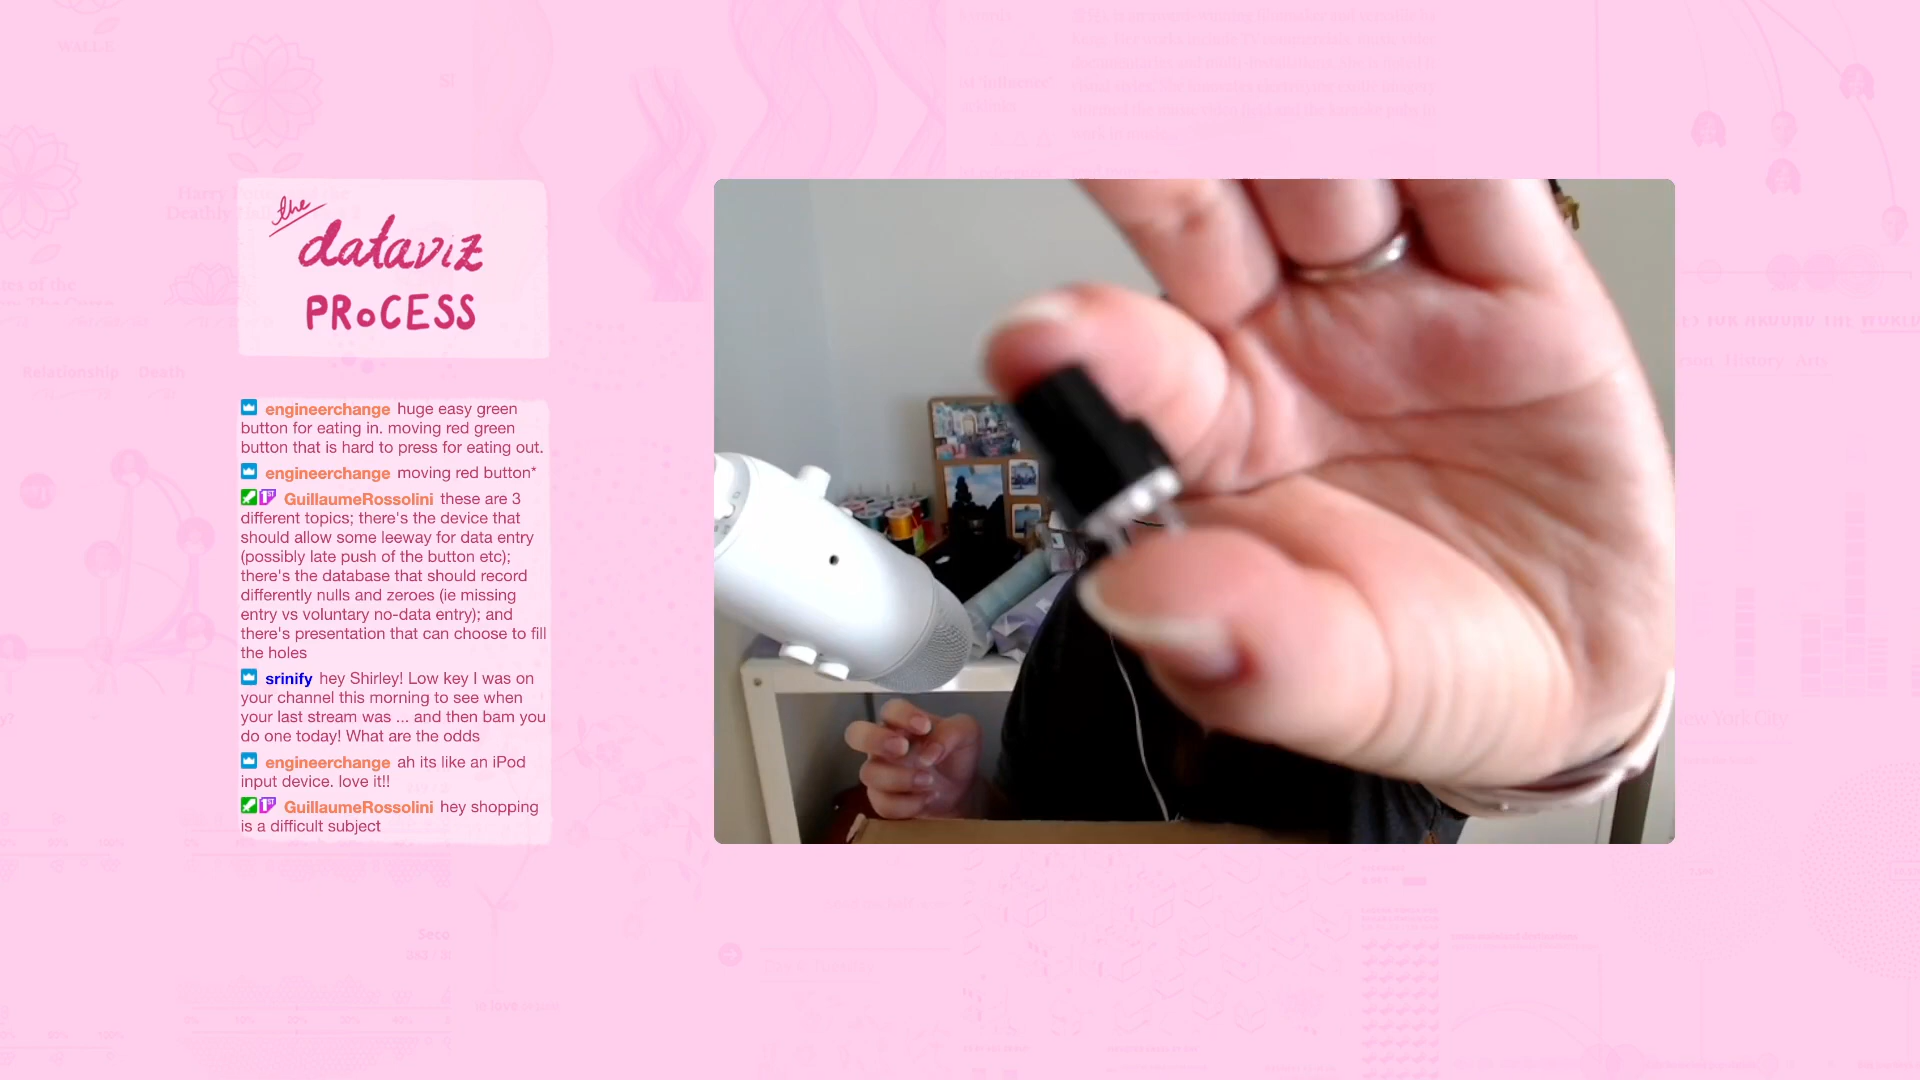 WALL-E
the
dataviz
PROCESS
Relationship Death
engineerchange huge easy green
button for eating in. moving red green
button that is hard to press for eating out.
engineerchange moving red button*
GuillaumeRossolini these are 3
different topics; there's the device that
should allow some leeway for data entry
(possibly late push of the button etc);
there's the database that should record
differently nulls and zeroes (ie missing
entry vs voluntary no-data entry); and
there's presentation that can choose to fill
the holes
srinify hey Shirley! Low key I was on
your channel this morning to see when
your last stream was ... and then bam you
do one today! What are the odds
engineerchange ah its like an iPod
input device. love it!!
GuillaumeRossolini hey shopping
is a difficult subject
New York City